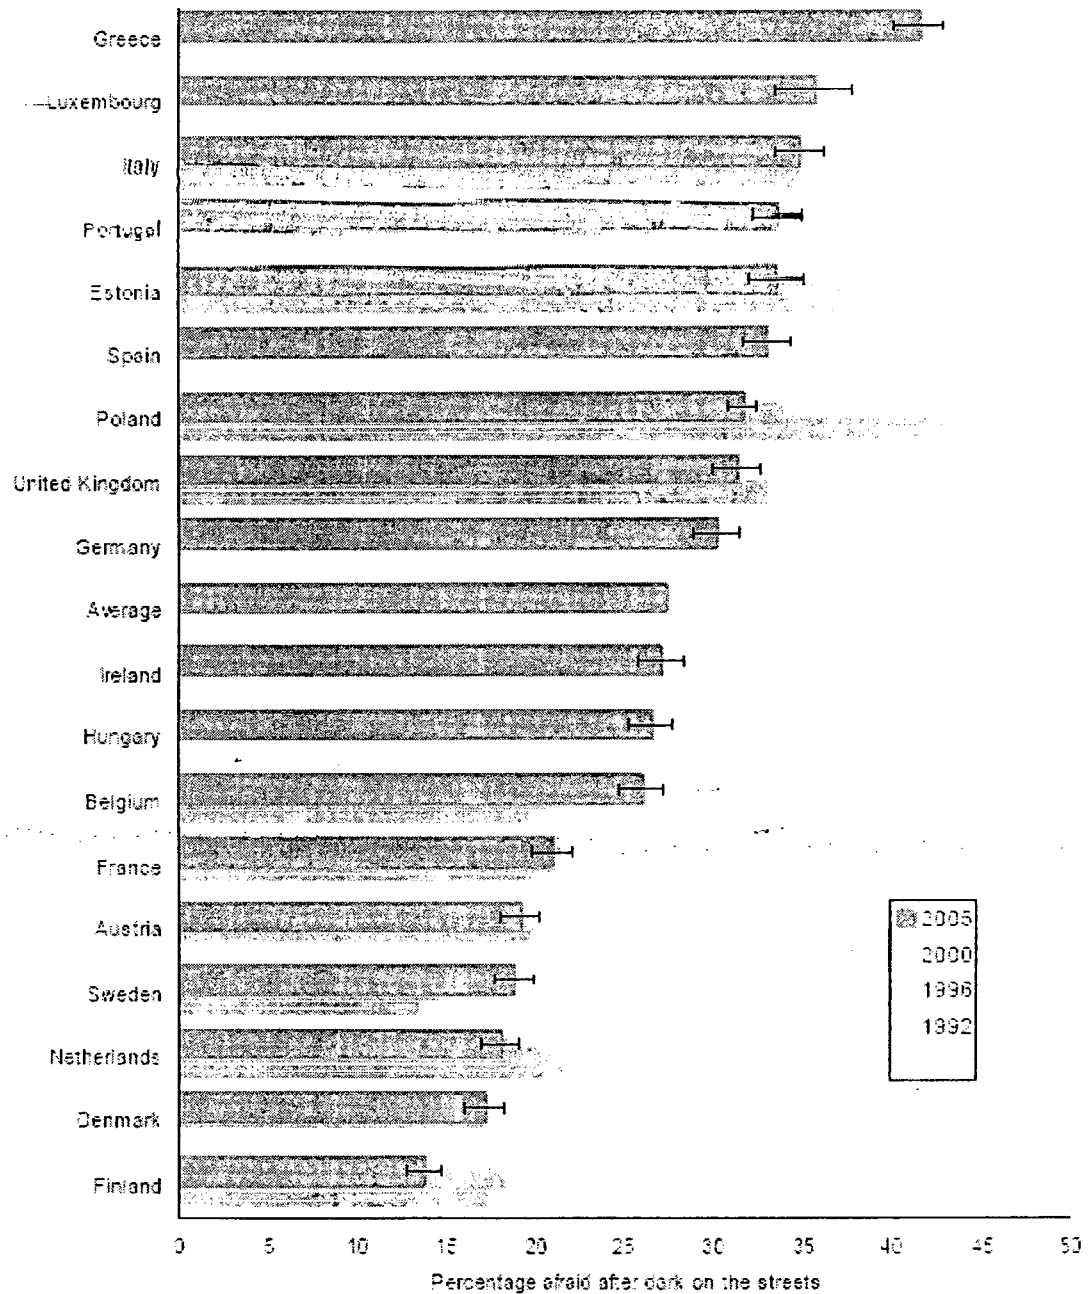 Greece
Luxembourg
Italy
Portugal
Estonia
Spain
Poland
United Kingdom
Germany
Average
Ireland
Hungary
Belgium
France
Austria
Sweden
Netherlands
Denmark
Finland
2005
2000
1996
1992
0 5 10 15 20 25 30 35 40 45 50
Percentage afraid after dark on the streets